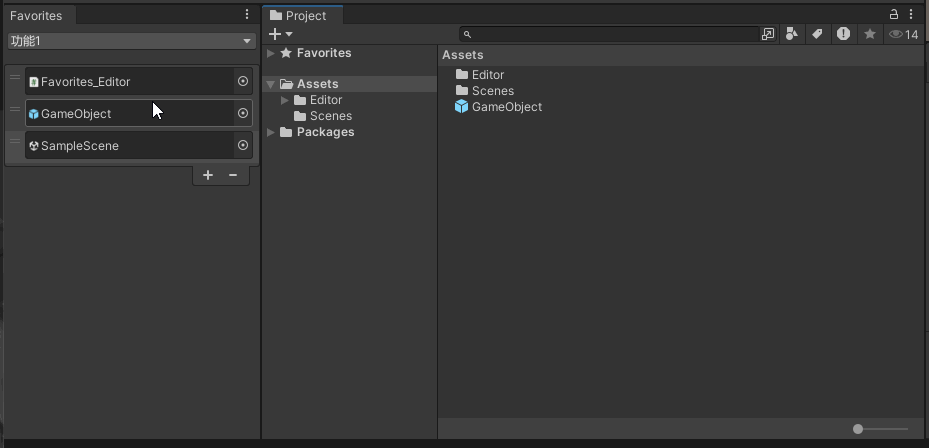 Favorites
功能1
Favorites_Editor
GameObject
SampleScene
Project
14
Favorites
Assets
Editor
Scenes
Packages
Assets
Editor
Scenes
GameObject